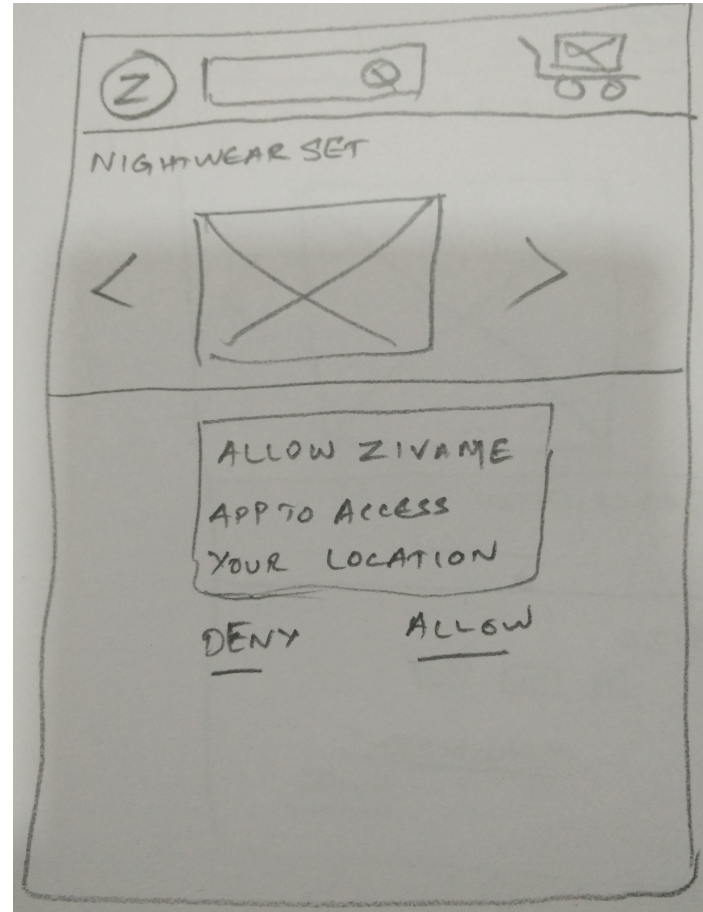 Z
NIGHTWEAR SET
ALLOW ZIVAME
APP TO ACCESS
YOUR LOCATION
DENY ALLOW